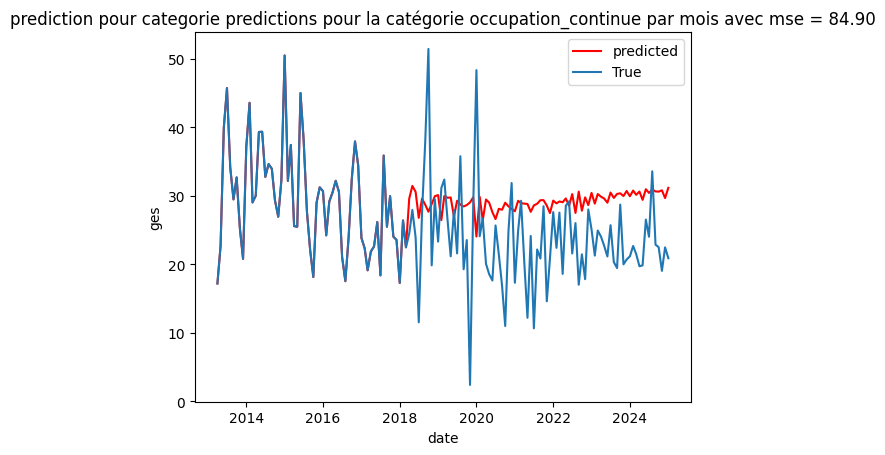 prediction pour categorie predictions pour la catégorie occupation_continue par mois avec mse = 84.90
predicted
True
50
40
30
20
10
0
ges
2014 2016 2018 2020 2022 2024
date